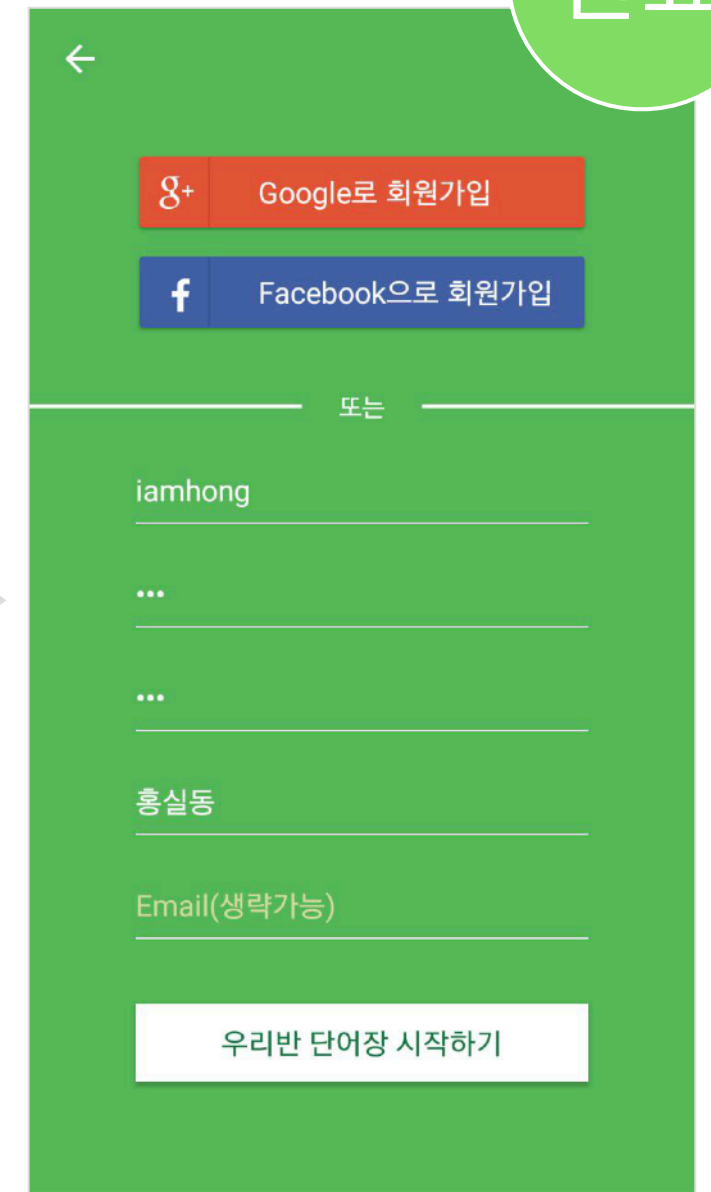 g+ Google로 회원가입
f Facebook으로 회원가입
또는
iamhong
•••
•••
홍실동
Email(생략가능)
우리반 단어장 시작하기